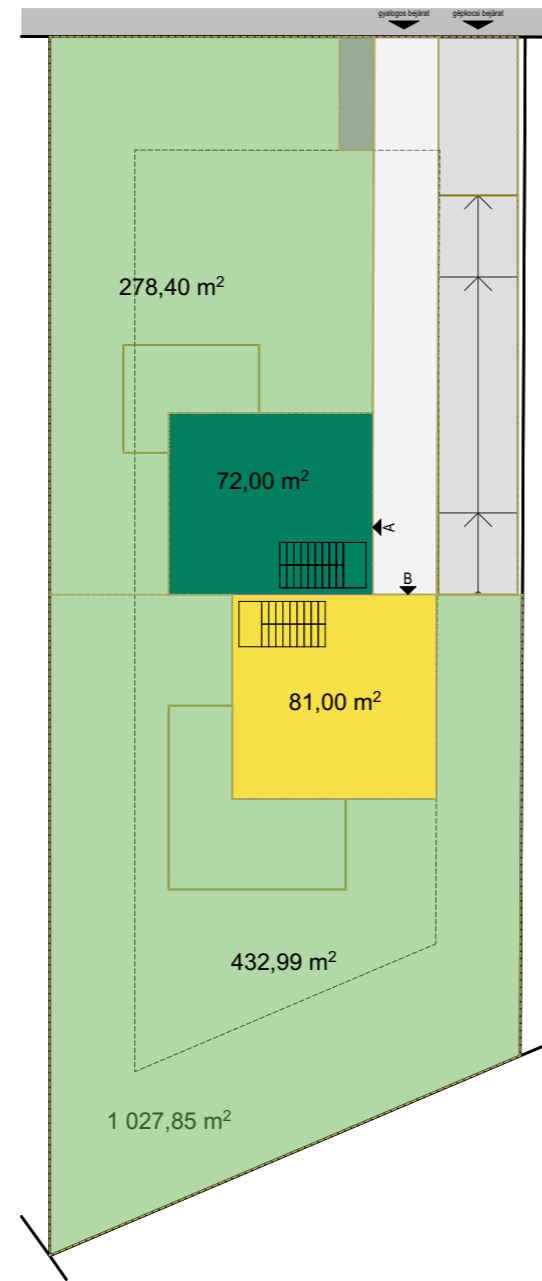 gyalogos bejárat
gépkocsi bejárat
278,40 m²
72,00 m²
A
B
81,00 m²
432,99 m²
1 027,85 m²